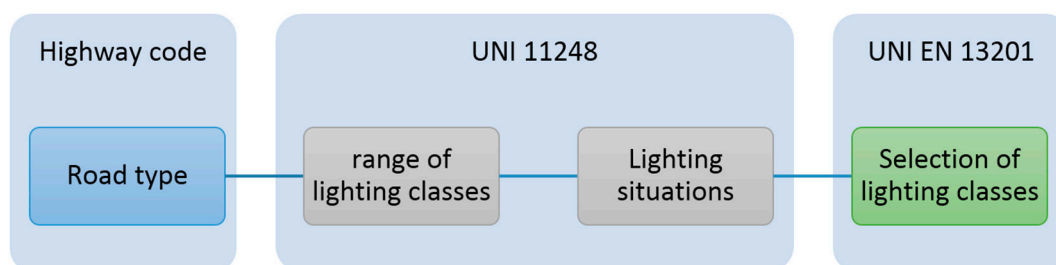 Highway code
UNI 11248
UNI EN 13201
Road type
range of
lighting classes
Lighting
situations
Selection of
lighting classes